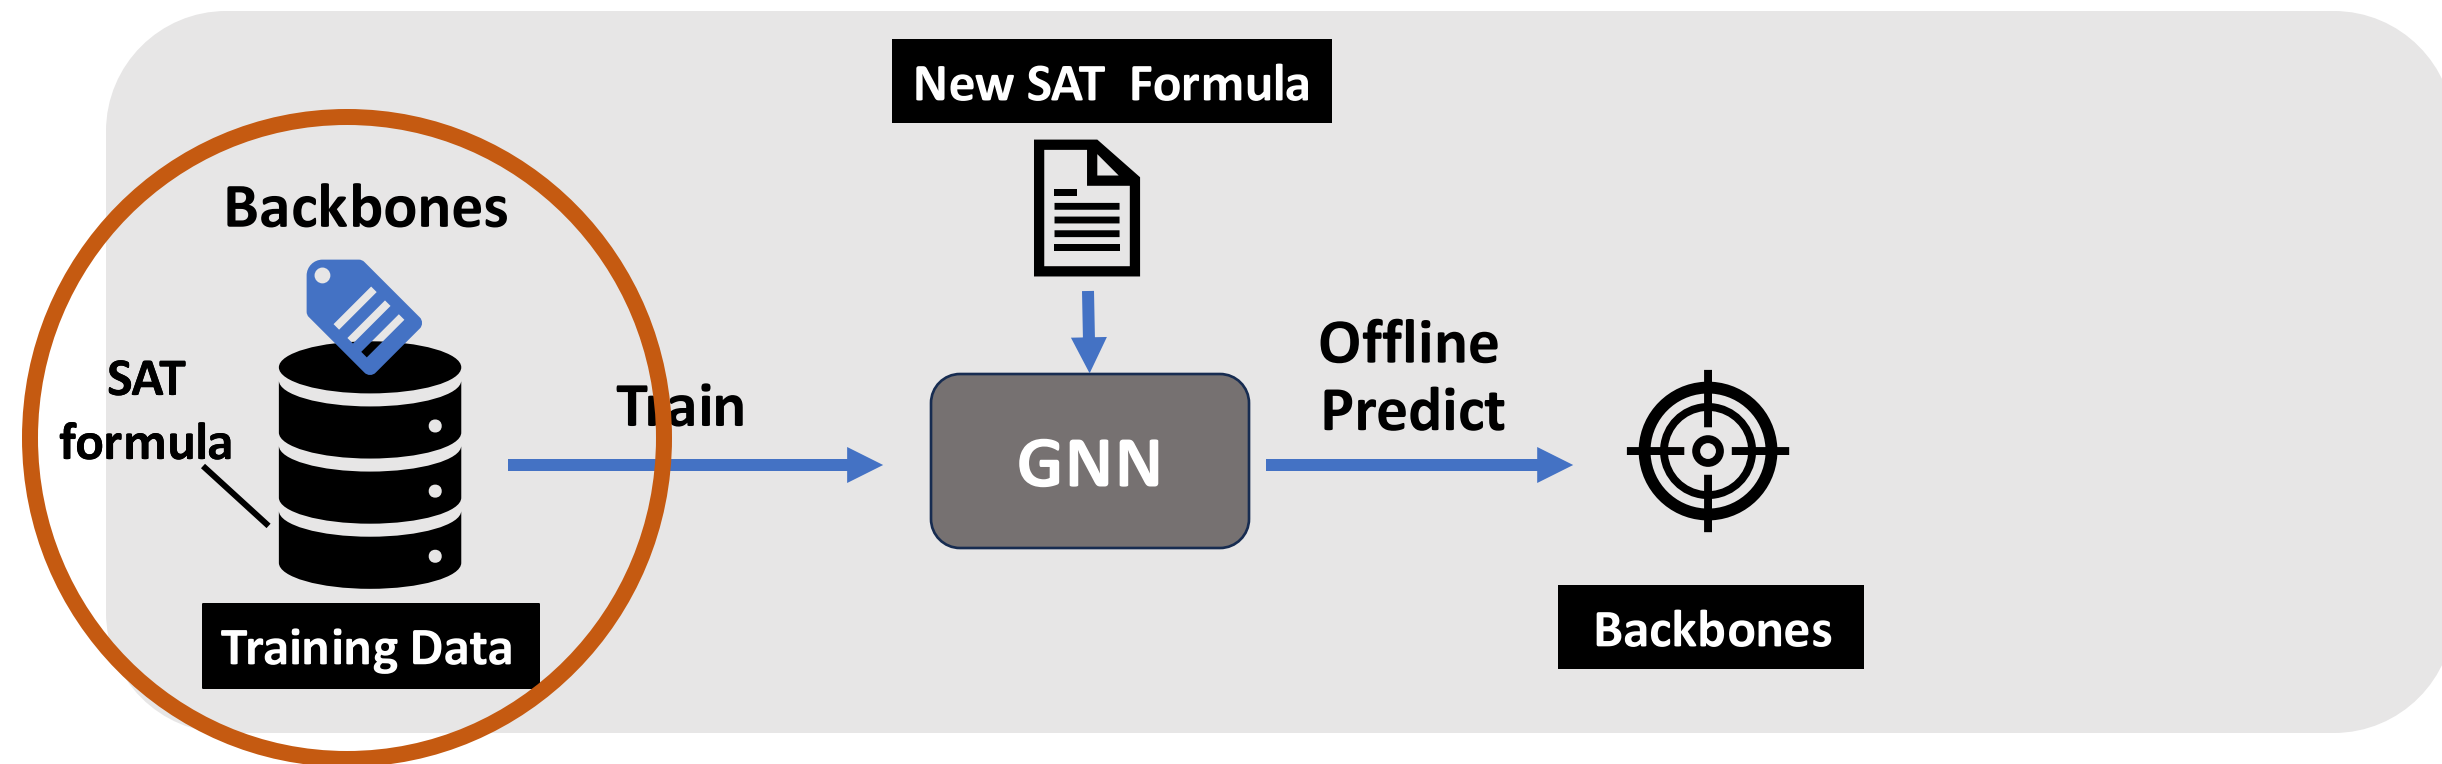 New SAT  Formula
Backbones
SAT
formula
Training Data
Train
GNN
Offline
Predict
Backbones